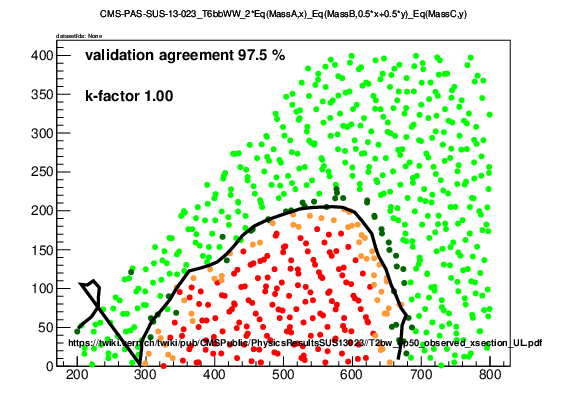 CMS-PAS-SUS-13-023_T6bbWW_2*Eq(MassA,x)_Eq(MassB,0.5*x+0.5*y)_Eq(MassC,y)
datasetIds: None
validation agreement 97.5 %
k-factor 1.00
400
350
300
250
200
150
100
50
https://twiki.cern.ch/twiki/pub/CMSPublic/PhysicsResultsSUS13023//T2bw_0p50_observed_xsection_UL.pdf
0
200 300 400 500 600 700 800